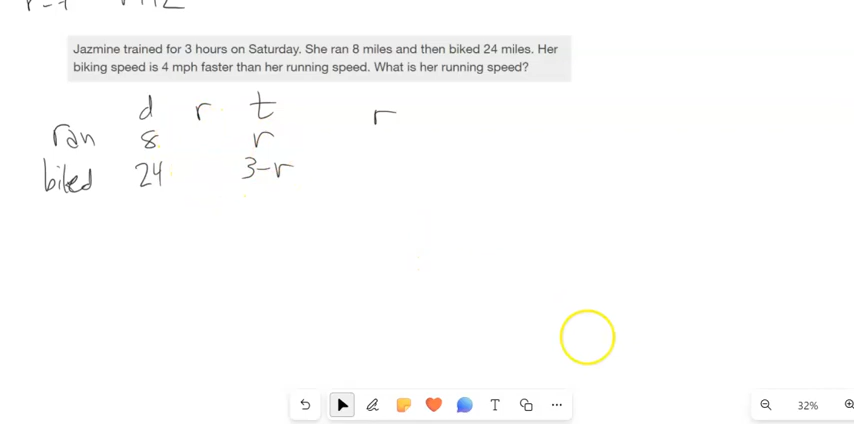 Jazmine trained for 3 hours on Saturday. She ran 8 miles and then biked 24 miles. Her
biking speed is 4 mph faster than her running speed. What is her running speed?
d r t r
ran 8 r
biked 24 3-r
T ... 32%